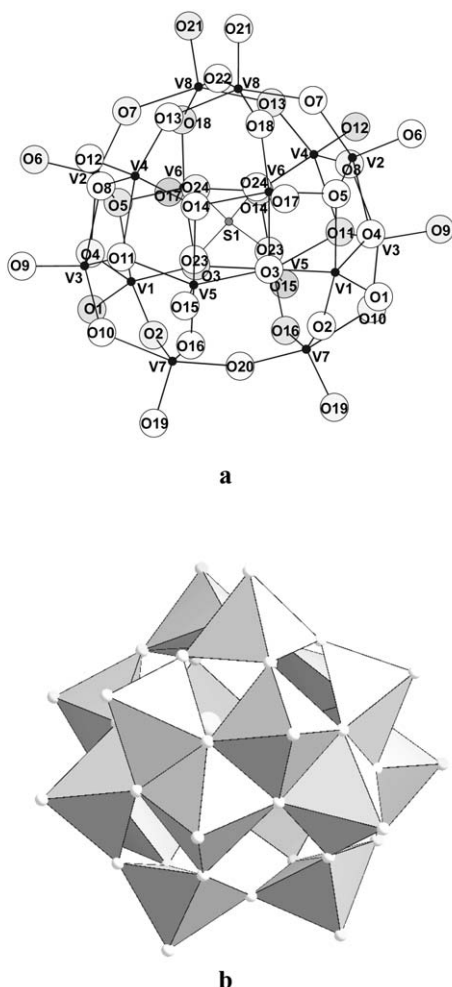 O21 O21
V8 O22 V8
O7 O13 O18 O13 O7
O18
O6 O12 V4 V4 O12 O6
V2 O8 V6 O24 O24 V6 O8 V2
O5 O17 O14 O14 O17 O5
S1
O4 O11 O23 O23 O11 O4 O9
O9 V3 O3 O3 V5 V3
V1 V5 O15 V1
O1 O15 O1
O10 O2 O16 O16 O2 O10
V7 O20 V7
O19 O19
a
b